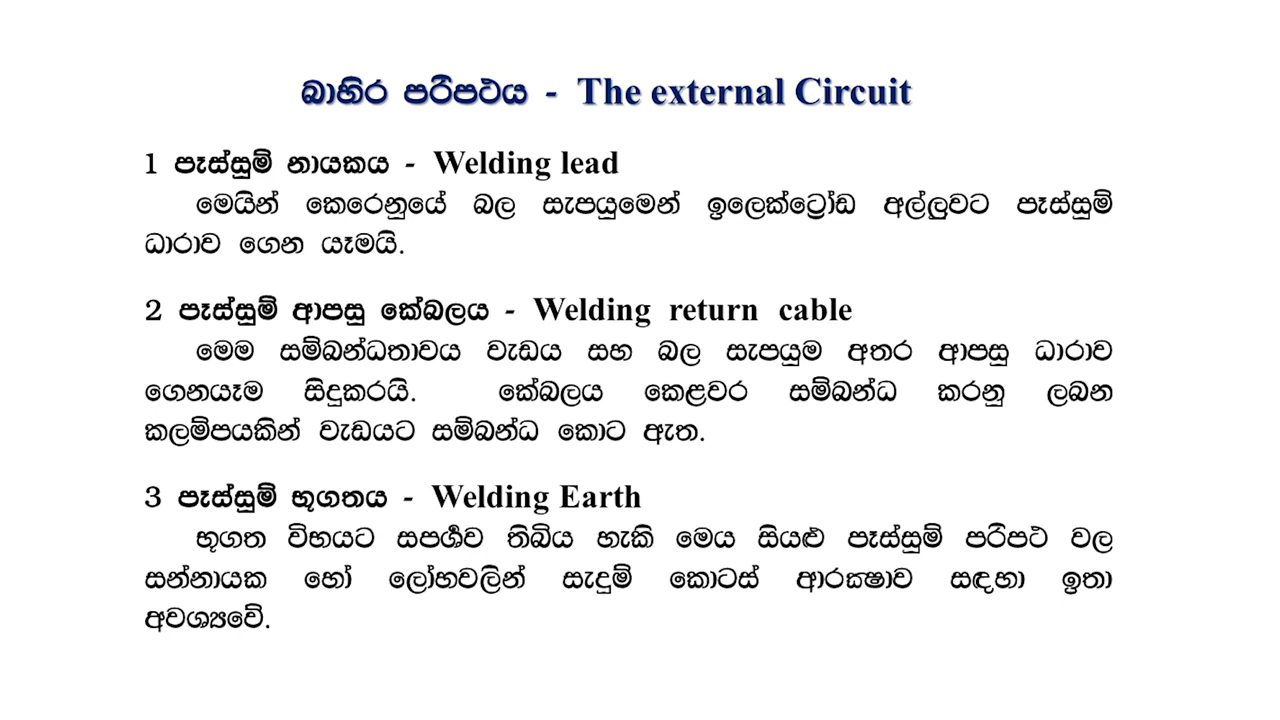 බාහිර පරිපථය - The external Circuit
1 පෑස්සුම් නායකය - Welding lead
මෙයින් කෙරෙනුයේ බල සැපයුමෙන් ඉලෙක්ට්‍රෝඩ අල්ලුවට පෑස්සුම්
ධාරාව ගෙන යෑමයි.
2 පෑස්සුම් ආපසු කේබලය - Welding return cable
මෙම සම්බන්ධතාවය වැඩය සහ බල සැපයුම අතර ආපසු ධාරාව
ගෙනයෑම සිදුකරයි. කේබලය කෙළවර සම්බන්ධ කරනු ලබන
කලම්පයකින් වැඩයට සම්බන්ධ කොට ඇත.
3 පෑස්සුම් භූගතය - Welding Earth
භූගත විභයට සපර්ශව තිබිය හැකි මෙය සියළු පෑස්සුම් පරිපථ වල
සන්නායක හෝ ලෝහවලින් සැදුම් කොටස් ආරක්‍ෂාව සඳහා ඉතා
අවශ්‍යවේ.